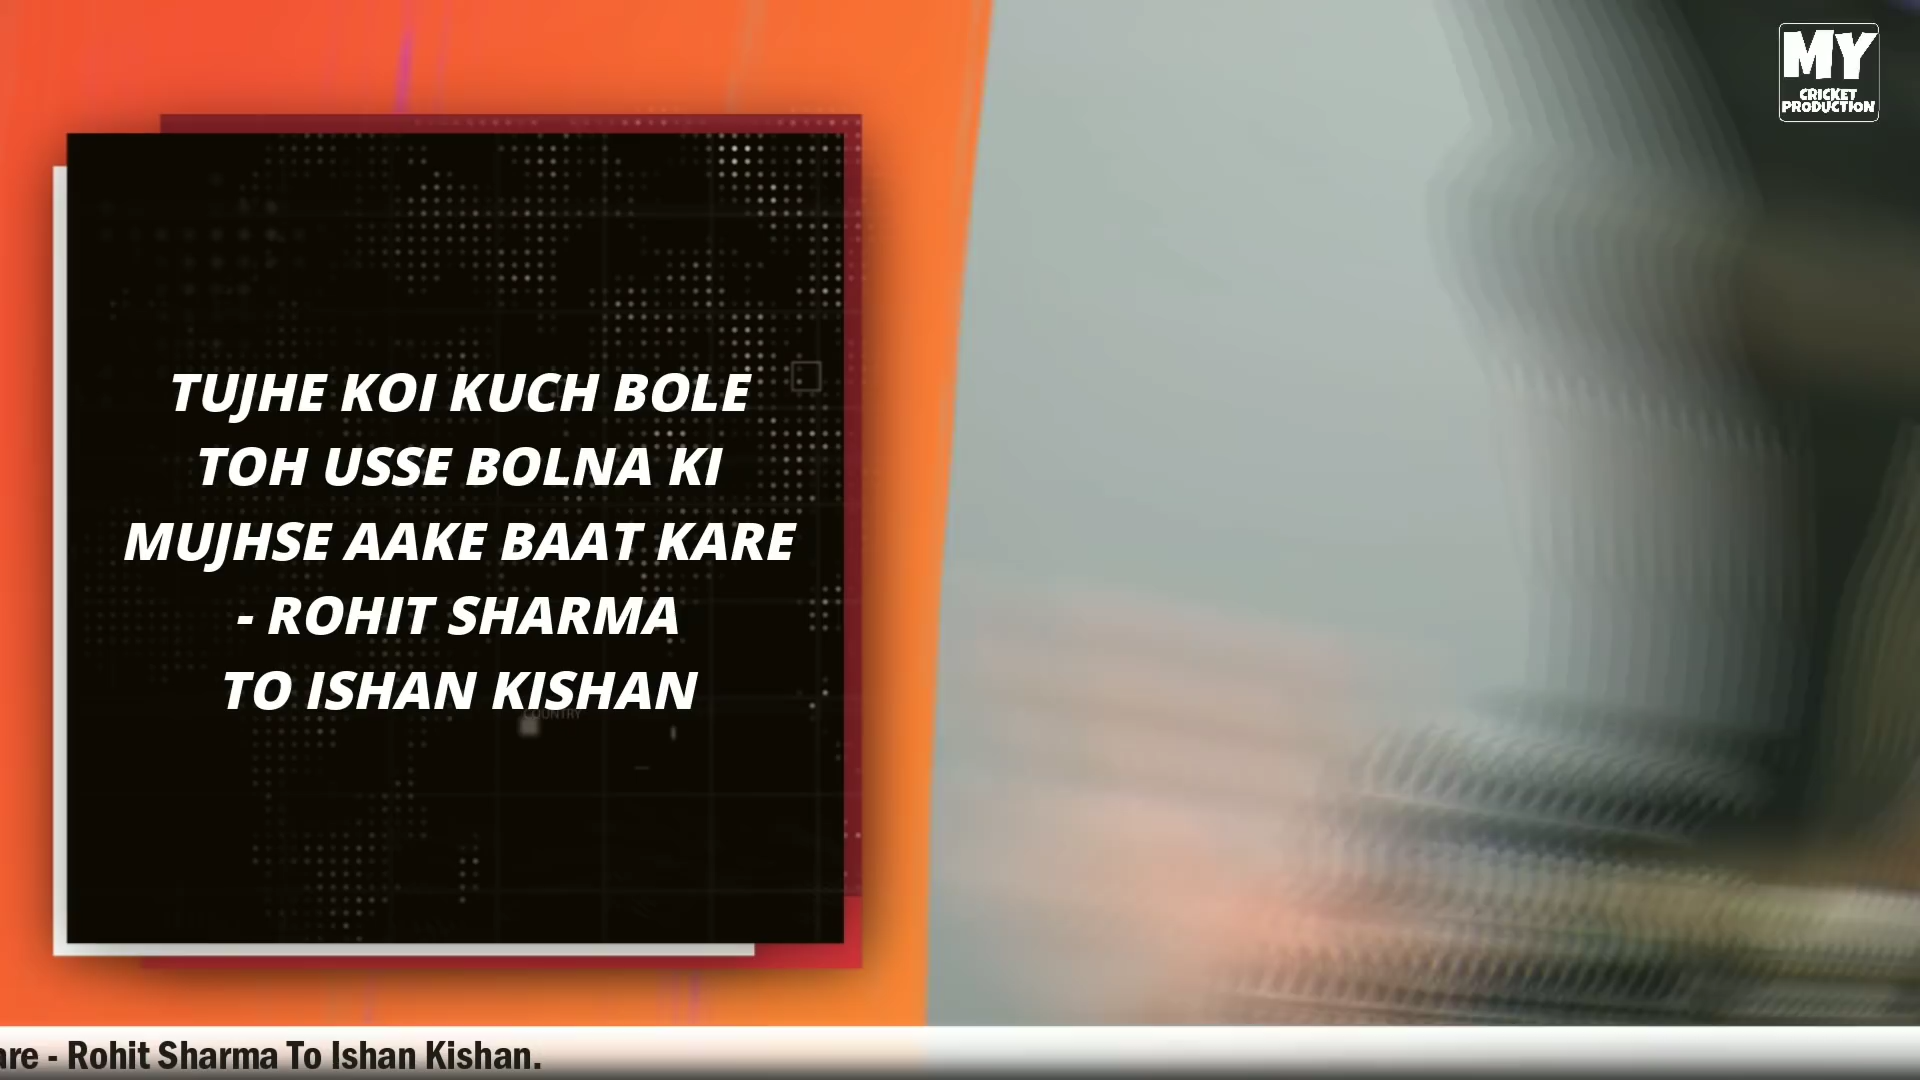 MY
CRICKET
PRODUCTION
TUJHE KOI KUCH BOLE
TOH USSE BOLNA KI
MUJHSE AAKE BAAT KARE
- ROHIT SHARMA
TO ISHAN KISHAN
COUNTRY
- Rohit Sharma To Ishan Kishan.